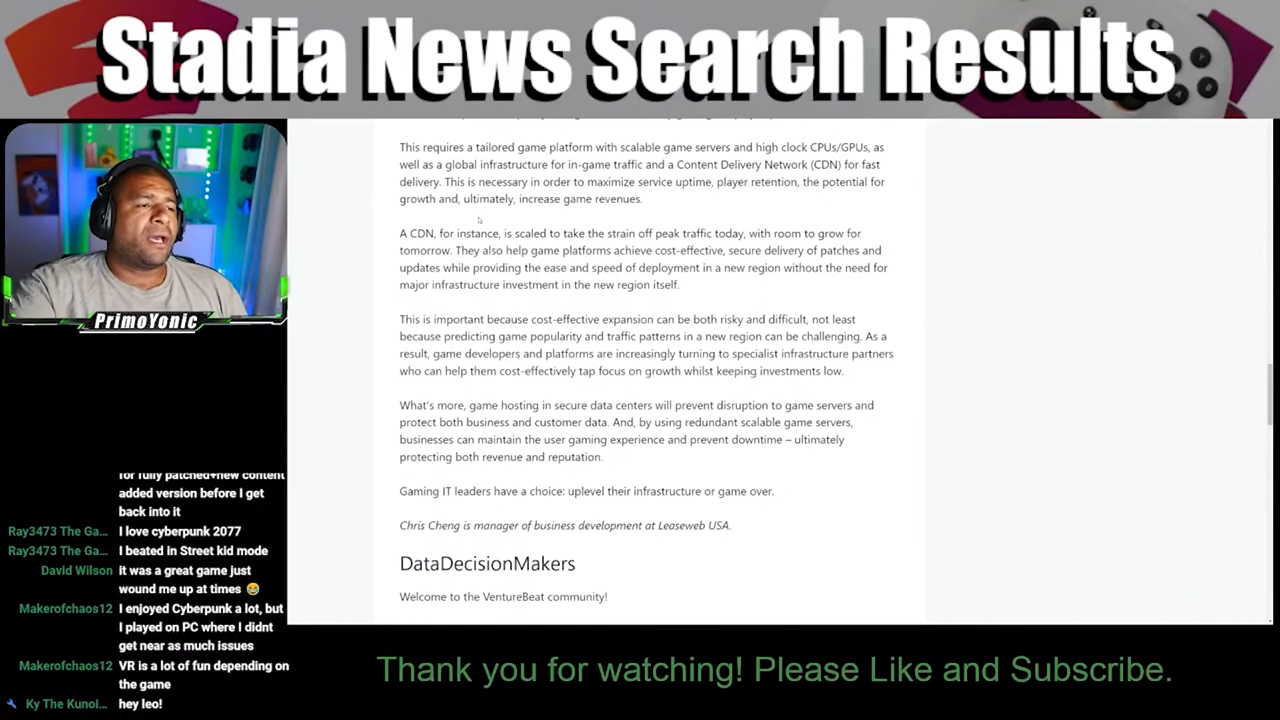 Stadia News Search Results
This requires a tailored game platform with scalable game servers and high clock CPUs/GPUs, as
well as a global infrastructure for in-game traffic and a Content Delivery Network (CDN) for fast
delivery. This is necessary in order to maximize service uptime, player retention, the potential for
growth and, ultimately, increase game revenues.
A CDN, for instance, is scaled to take the strain off peak traffic today, with room to grow for
tomorrow. They also help game platforms achieve cost-effective, secure delivery of patches and
updates while providing the ease and speed of deployment in a new region without the need for
major infrastructure investment in the new region itself.
This is important because cost-effective expansion can be both risky and difficult, not least
because predicting game popularity and traffic patterns in a new region can be challenging. As a
result, game developers and platforms are increasingly turning to specialist infrastructure partners
who can help them cost-effectively tap focus on growth whilst keeping investments low.
What's more, game hosting in secure data centers will prevent disruption to game servers and
protect both business and customer data. And, by using redundant scalable game servers,
businesses can maintain the user gaming experience and prevent downtime – ultimately
protecting both revenue and reputation.
Gaming IT leaders have a choice: uplevel their infrastructure or game over.
Chris Cheng is manager of business development at Leaseweb USA.
DataDecisionMakers
Welcome to the VentureBeat community!
PrimoYonic
for fully patched+new content
added version before I get
back into it
Ray3473 The Ga... I love cyberpunk 2077
Ray3473 The Ga... I beated in Street kid mode
David Wilson it was a great game just
wound me up at times 😂
Makerofchaos12 I enjoyed Cyberpunk a lot, but
I played on PC where I didnt
get near as much issues
Makerofchaos12 VR is a lot of fun depending on
the game
Ky The Kunoi... hey leo!
Thank you for watching! Please Like and Subscribe.